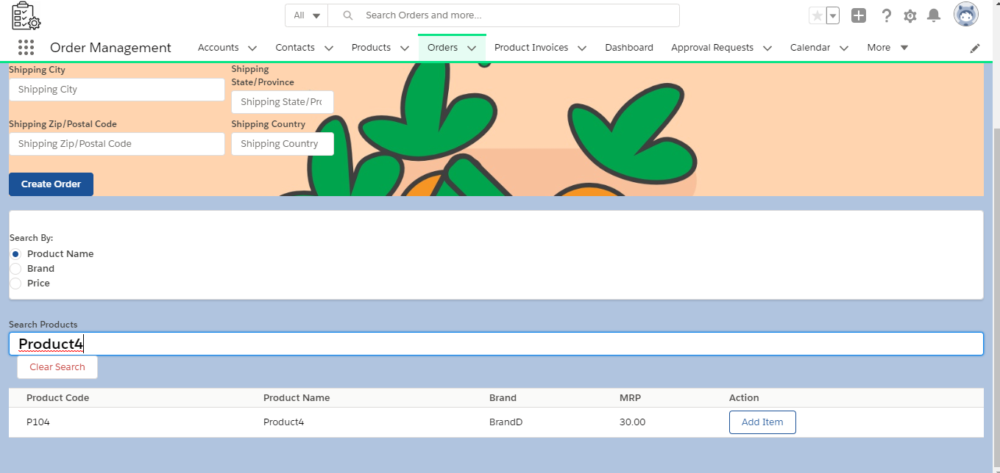 All
Search Orders and more...
Order Management
Accounts
Contacts
Products
Orders
Product Invoices
Dashboard
Approval Requests
Calendar
More
Shipping City
Shipping City
Shipping
State/Province
Shipping State/Pro
Shipping Zip/Postal Code
Shipping Zip/Postal Code
Shipping Country
Shipping Country
Create Order
Search By:
Product Name
Brand
Price
Search Products
Product4
Clear Search
Product Code Product Name Brand MRP Action
P104 Product4 BrandD 30.00 Add Item